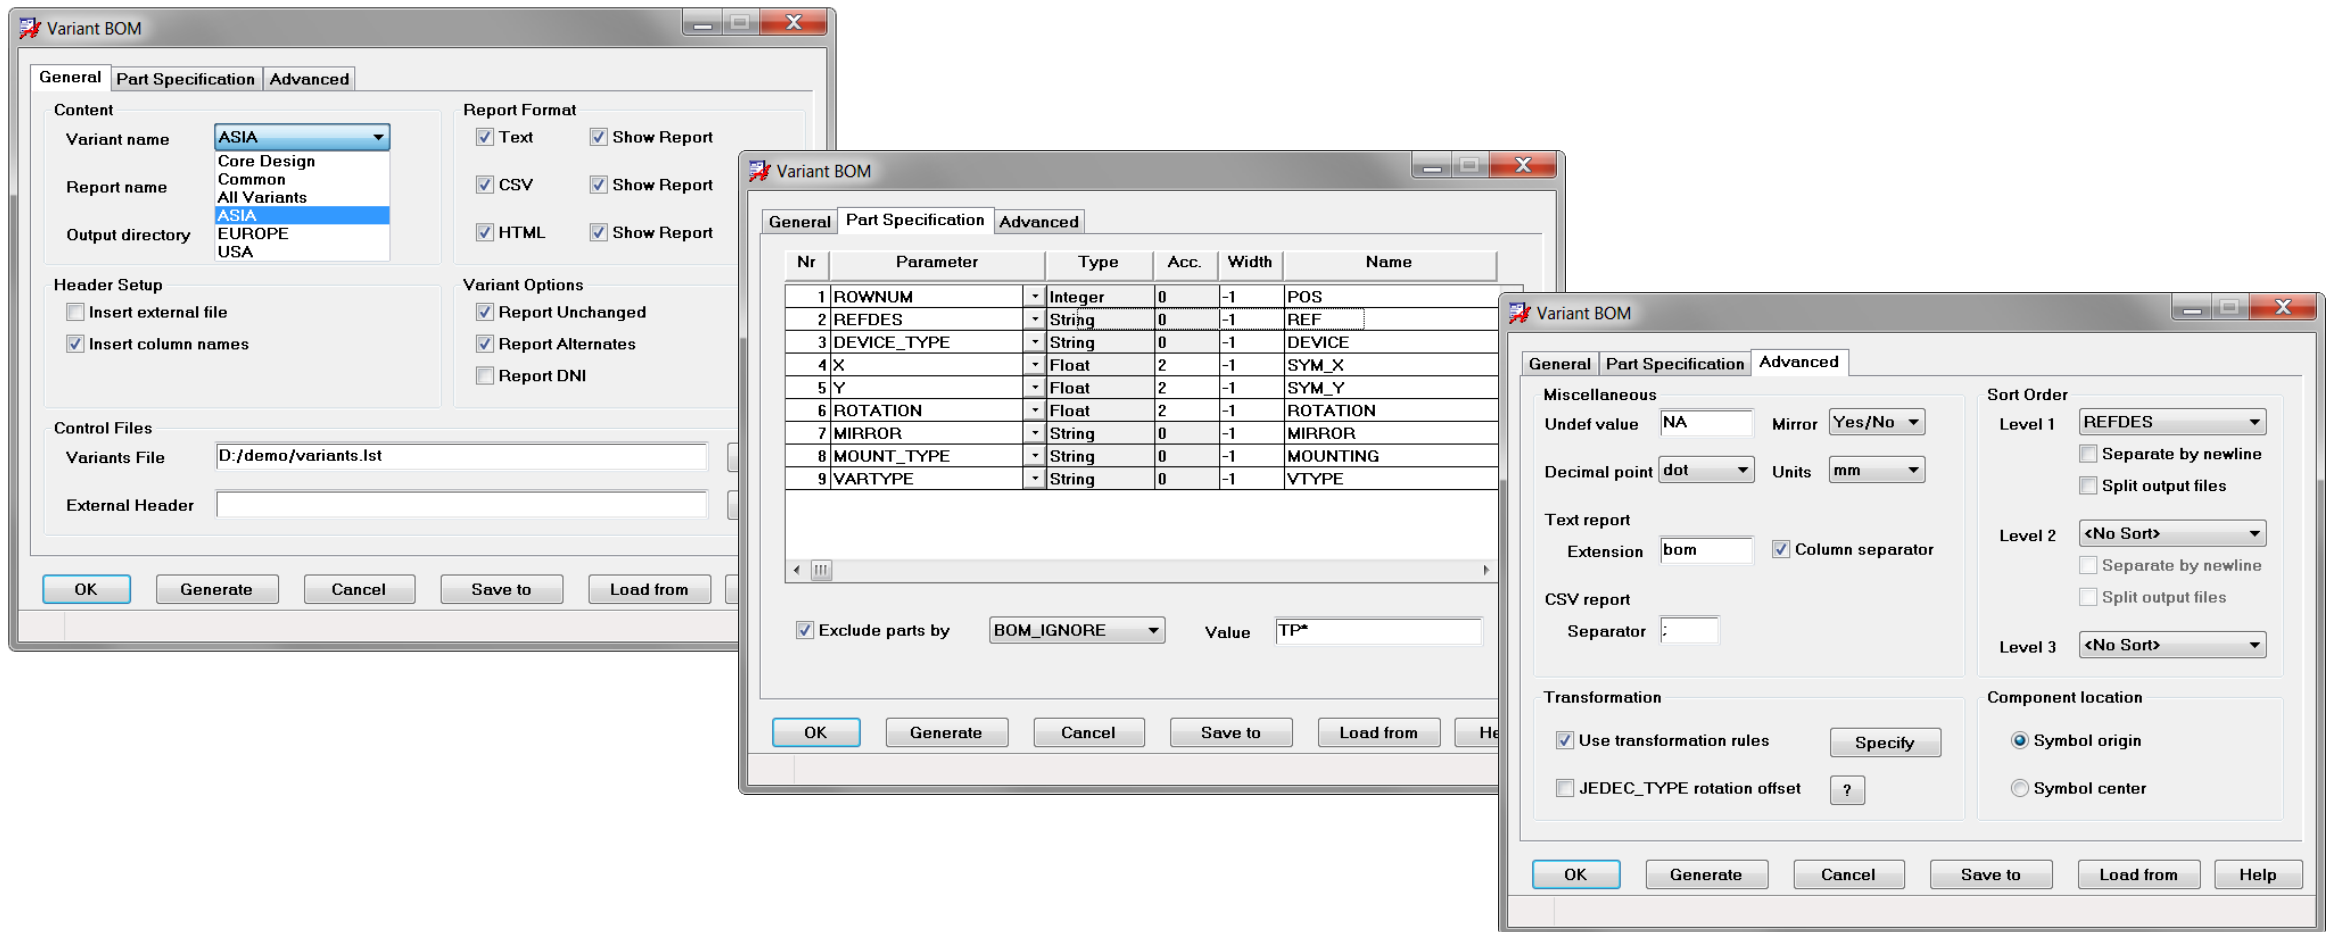 Variant BOM
General Part Specification Advanced
Content
Variant name ASIA
Core Design
Common
All Variants
ASIA
EUROPE
USA
Report name
Output directory
Report Format
Text Show Report
CSV Show Report
HTML Show Report
Header Setup
Insert external file
Insert column names
Variant Options
Report Unchanged
Report Alternates
Report DNI
Control Files
Variants File D:/demo/variants.lst
External Header
OK Generate Cancel Save to Load from
Variant BOM
General Part Specification Advanced
Nr Parameter Type Acc. Width Name
1 ROWNUM Integer 0 -1 POS
2 REFDES String 0 -1 REF
3 DEVICE_TYPE String 0 -1 DEVICE
4 X Float 2 -1 SYM_X
5 Y Float 2 -1 SYM_Y
6 ROTATION Float 2 -1 ROTATION
7 MIRROR String 0 -1 MIRROR
8 MOUNT_TYPE String 0 -1 MOUNTING
9 VARTYPE String 0 -1 VTYPE
Exclude parts by BOM_IGNORE Value TP*
OK Generate Cancel Save to Load from He
Variant BOM
General Part Specification Advanced
Miscellaneous
Undef value NA Mirror Yes/No
Decimal point dot Units mm
Text report
Extension bom Column separator
CSV report
Separator ;
Sort Order
Level 1 REFDES
Separate by newline
Split output files
Level 2 <No Sort>
Separate by newline
Split output files
Level 3 <No Sort>
Transformation
Use transformation rules Specify
JEDEC_TYPE rotation offset ?
Component location
Symbol origin
Symbol center
OK Generate Cancel Save to Load from Help